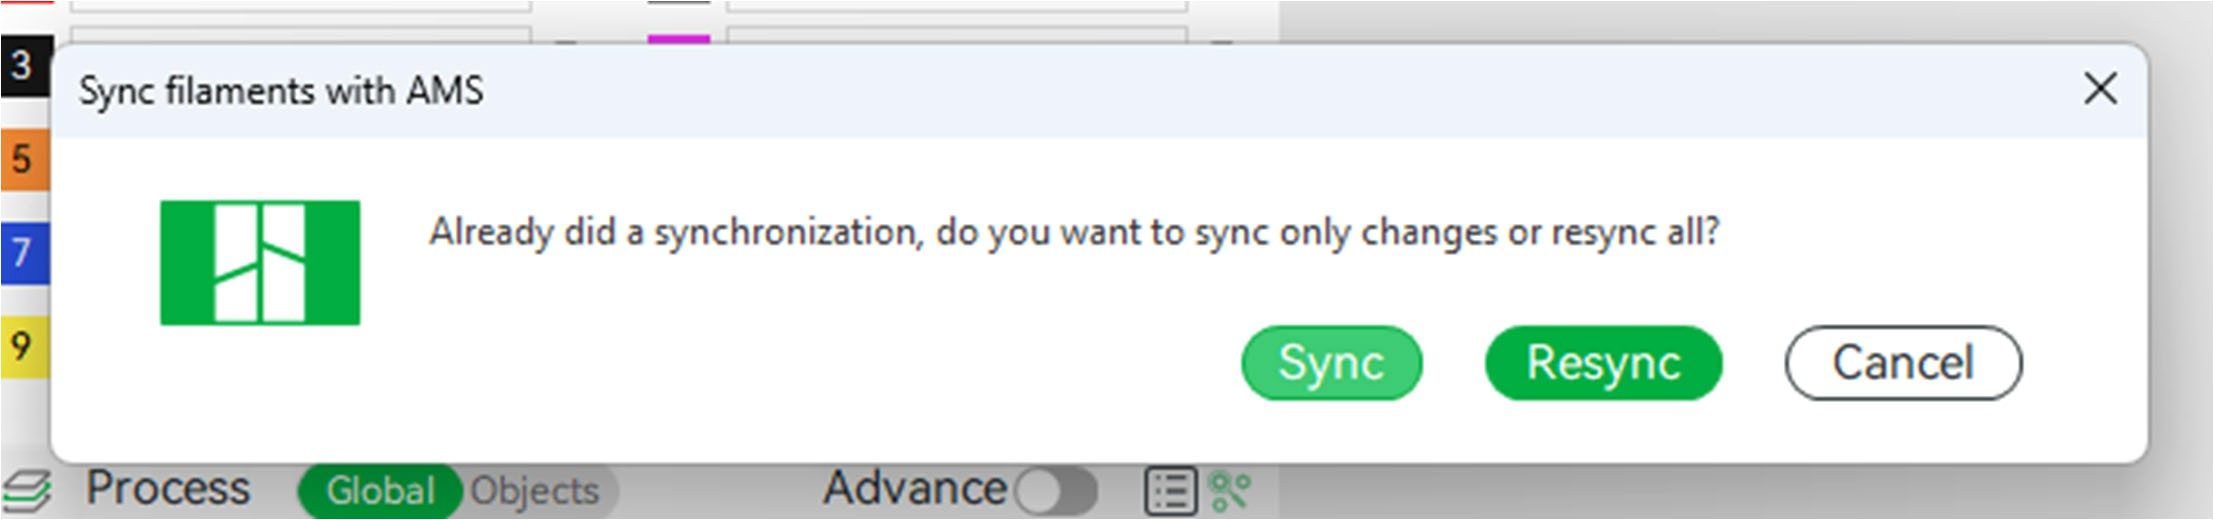 3
Sync filaments with AMS
5
Already did a synchronization, do you want to sync only changes or resync all?
7
9
Sync Resync Cancel
Process Global Objects Advance